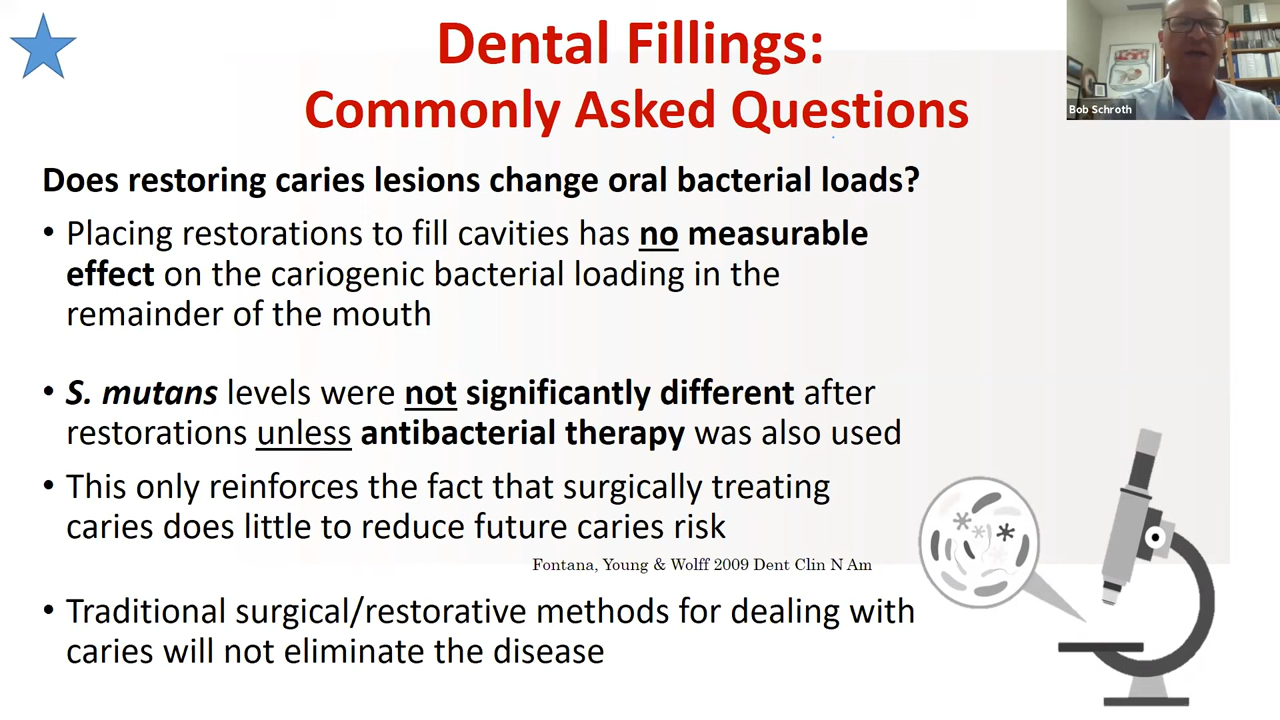 Dental Fillings:
Commonly Asked Questions
Bob Schroth
Does restoring caries lesions change oral bacterial loads?
• Placing restorations to fill cavities has no measurable
effect on the cariogenic bacterial loading in the
remainder of the mouth
• S. mutans levels were not significantly different after
restorations unless antibacterial therapy was also used
• This only reinforces the fact that surgically treating
caries does little to reduce future caries risk
Fontana, Young & Wolff 2009 Dent Clin N Am
• Traditional surgical/restorative methods for dealing with
caries will not eliminate the disease